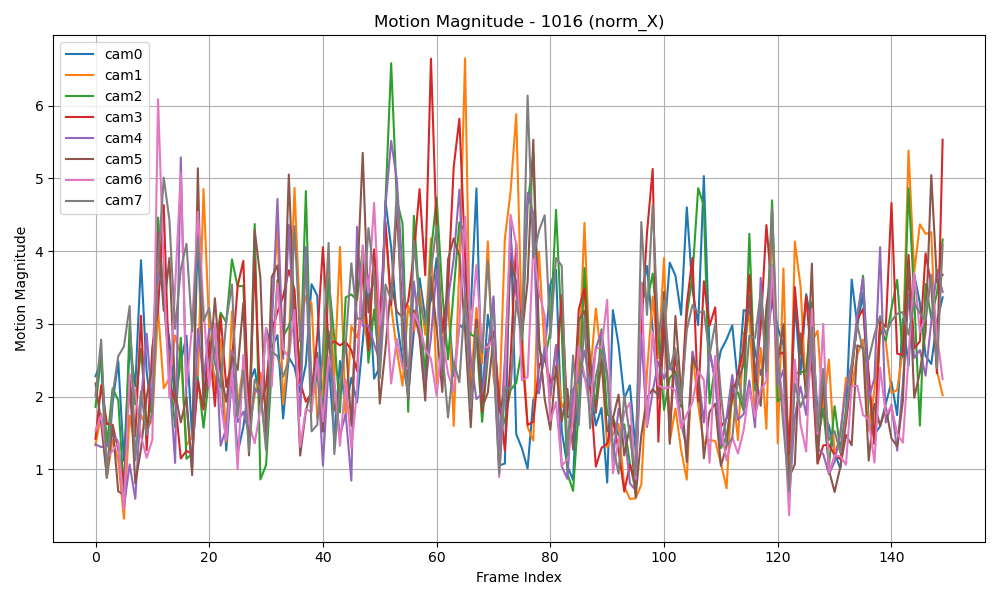 Motion Magnitude - 1016 (norm_X)
cam0
cam1
cam2
cam3
cam4
cam5
cam6
cam7
Motion Magnitude
6
5
4
3
2
1
0 20 40 60 80 100 120 140
Frame Index